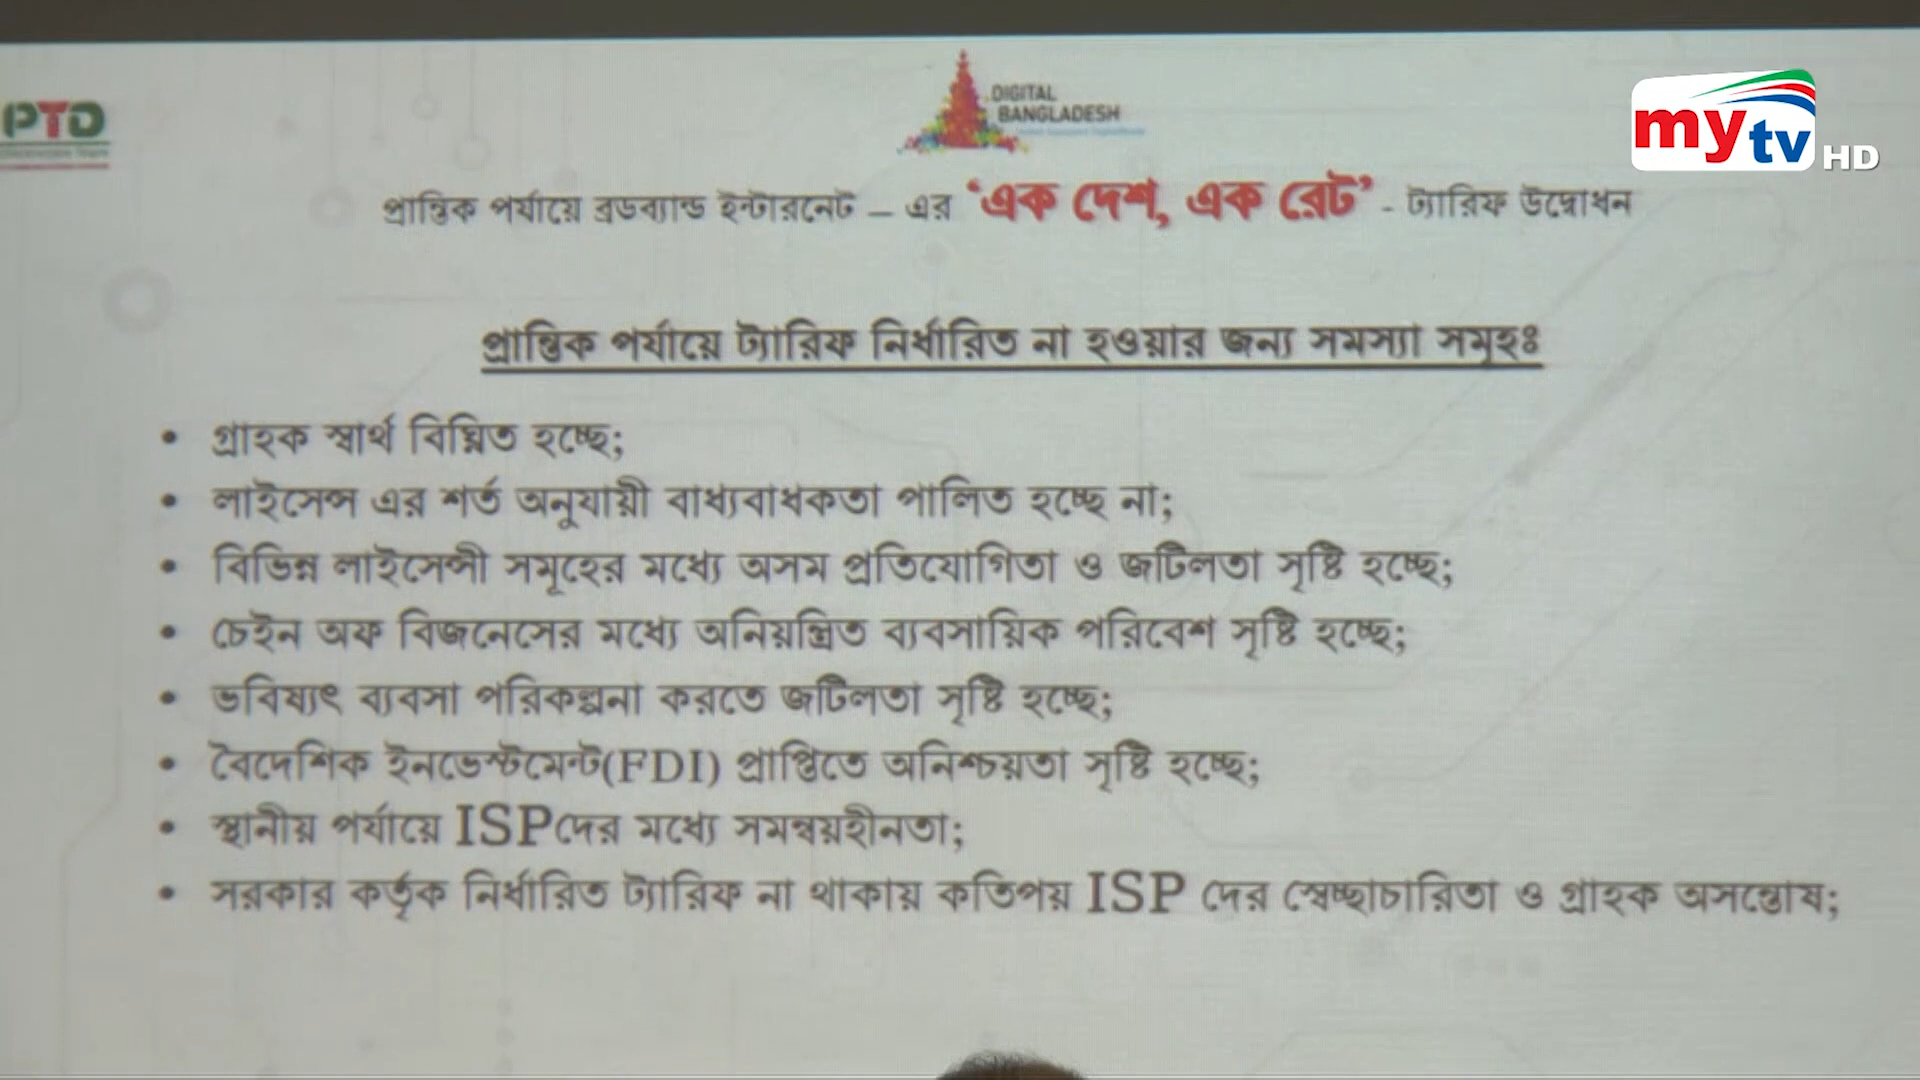 PTD
DIGITAL
BANGLADESH
my tv HD
প্রান্তিক পর্যায়ে ব্রডব্যান্ড ইন্টারনেট – এর ‘এক দেশ, এক রেট’ - ট্যারিফ উদ্বোধন
প্রান্তিক পর্যায়ে ট্যারিফ নির্ধারিত না হওয়ার জন্য সমস্যা সমূহঃ
• গ্রাহক স্বার্থ বিঘ্নিত হচ্ছে;
• লাইসেন্স এর শর্ত অনুযায়ী বাধ্যবাধকতা পালিত হচ্ছে না;
• বিভিন্ন লাইসেন্সী সমূহের মধ্যে অসম প্রতিযোগিতা ও জটিলতা সৃষ্টি হচ্ছে;
• চেইন অফ বিজনেসের মধ্যে অনিয়ন্ত্রিত ব্যবসায়িক পরিবেশ সৃষ্টি হচ্ছে;
• ভবিষ্যৎ ব্যবসা পরিকল্পনা করতে জটিলতা সৃষ্টি হচ্ছে;
• বৈদেশিক ইনভেস্টমেন্ট(FDI) প্রাপ্তিতে অনিশ্চয়তা সৃষ্টি হচ্ছে;
• স্থানীয় পর্যায়ে ISPদের মধ্যে সমন্বয়হীনতা;
• সরকার কর্তৃক নির্ধারিত ট্যারিফ না থাকায় কতিপয় ISP দের স্বেচ্ছাচারিতা ও গ্রাহক অসন্তোষ;